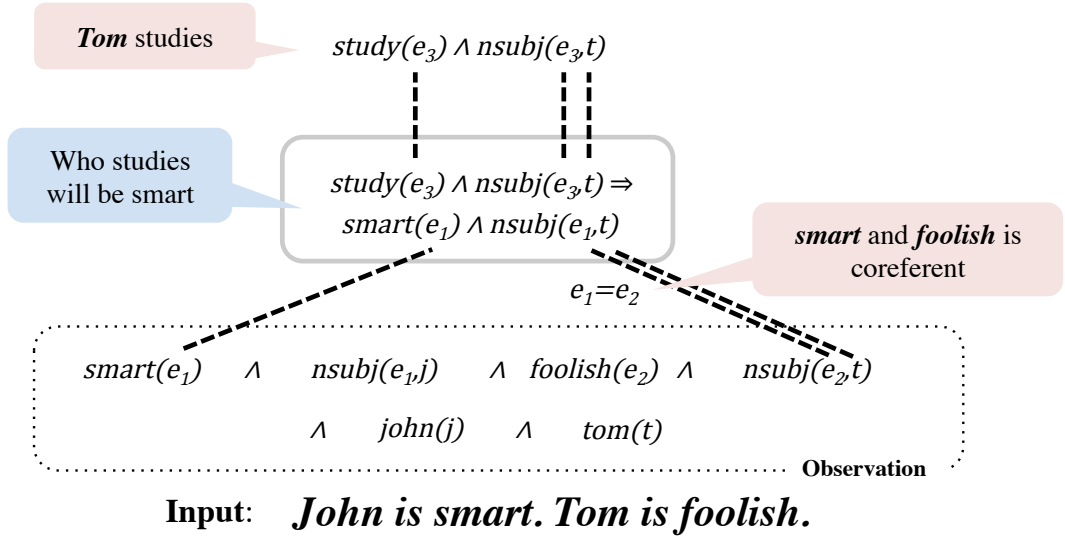 Tom studies
study(e3) ∧ nsubj(e3,t)
Who studies
will be smart
study(e3) ∧ nsubj(e3,t) ⇒
smart(e1) ∧ nsubj(e1,t)
smart and foolish is
coreferent
e1=e2
smart(e1) ∧ nsubj(e1,j) ∧ foolish(e2) ∧ nsubj(e2,t)
∧ john(j) ∧ tom(t)
Observation
Input: John is smart. Tom is foolish.